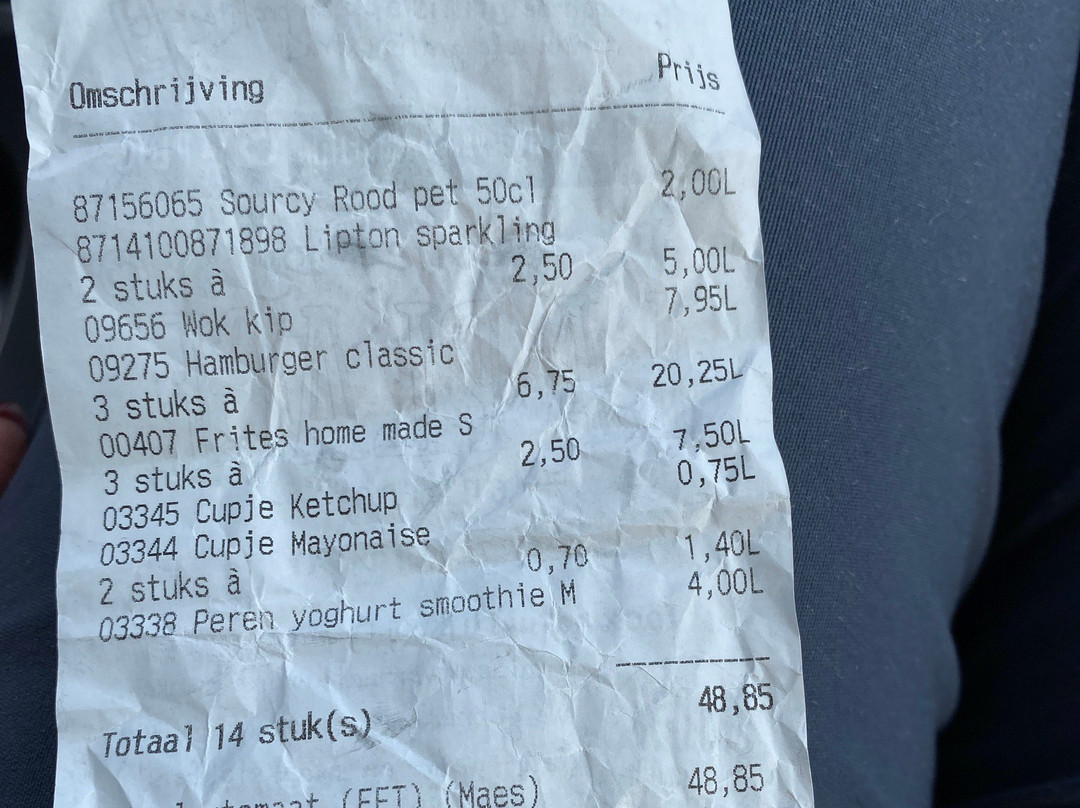 Omschrijving Prijs
87156065 Sourcy Rood pet 50cl 2,00L
8714100871898 Lipton sparkling
2 stuks à 2,50 5,00L
09656 Wok kip 7,95L
09275 Hamburger classic
3 stuks à 6,75 20,25L
00407 Frites home made S
3 stuks à 2,50 7,50L
03345 Cupje Ketchup 0,75L
03344 Cupje Mayonaise
2 stuks à 0,70 1,40L
03338 Peren yoghurt smoothie M 4,00L
Totaal 14 stuk(s) 48,85
(EFT) (Maes) 48,85